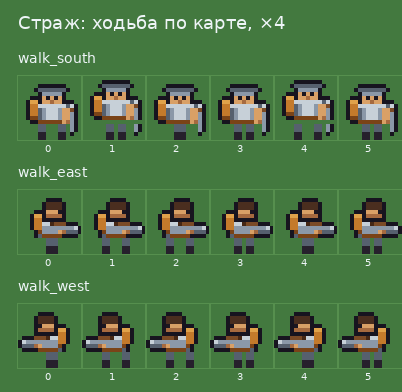 Страж: ходьба по карте, ×4
walk_south
0 1 2 3 4 5
walk_east
0 1 2 3 4 5
walk_west
0 1 2 3 4 5